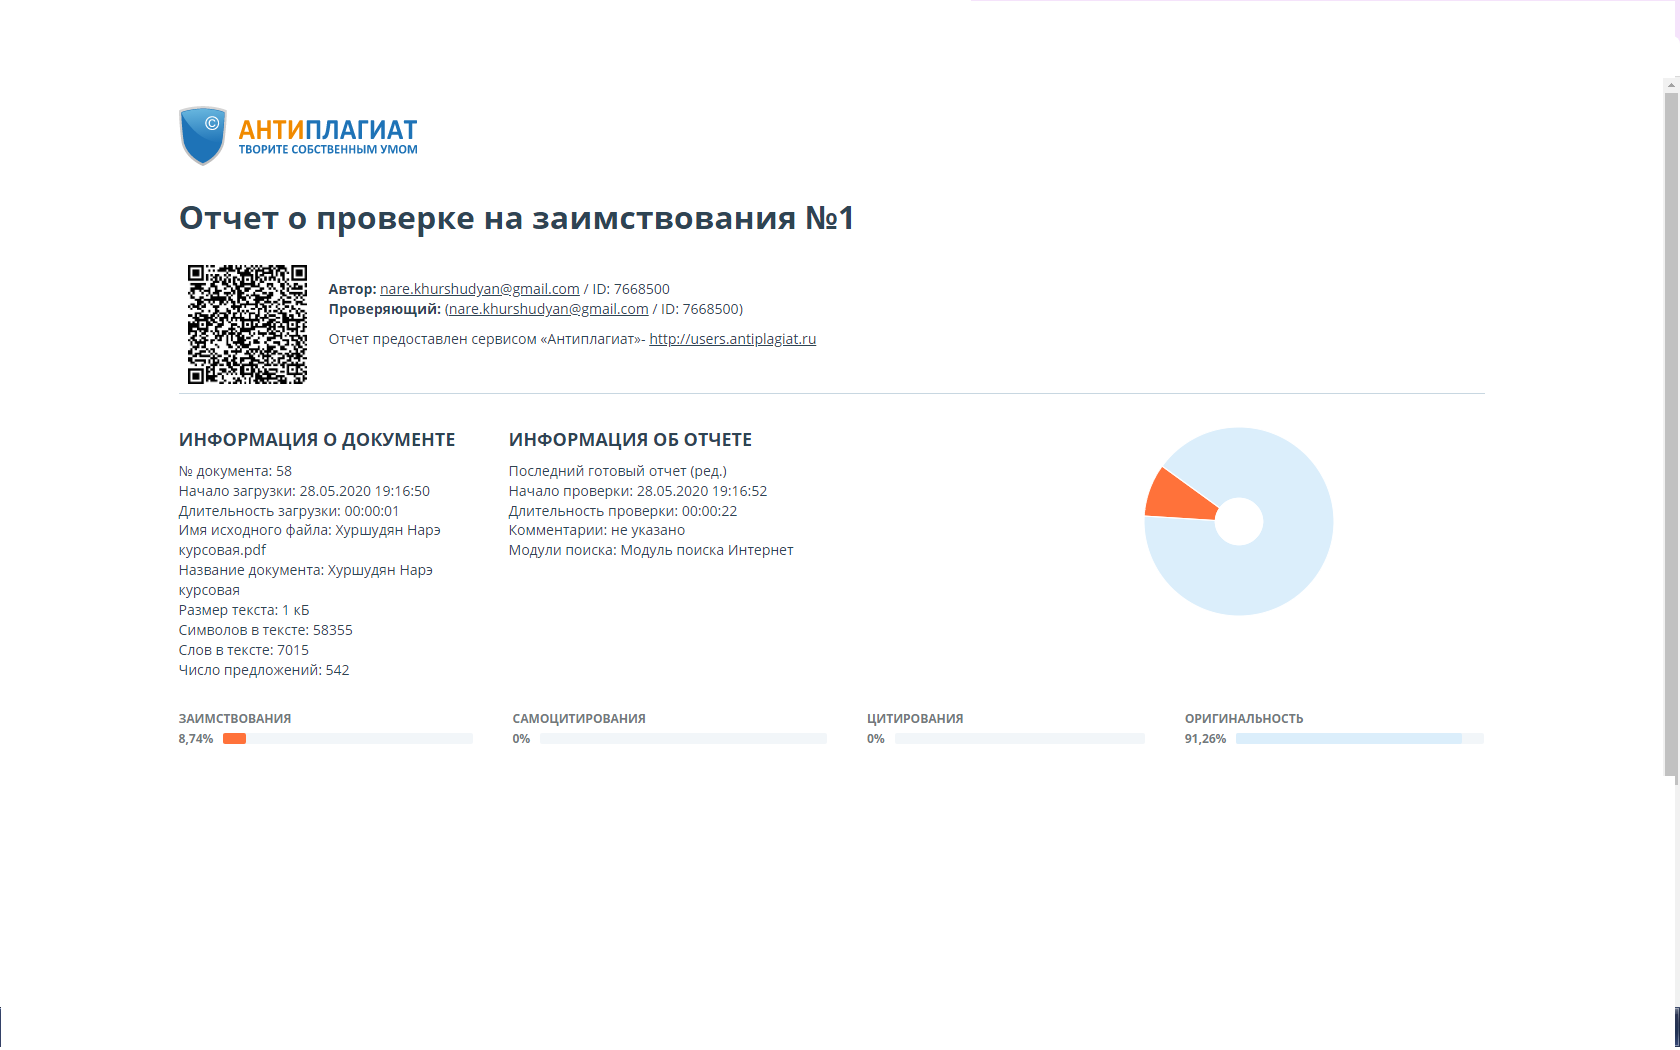 ©
АНТИПЛАГИАТ
ТВОРИТЕ СОБСТВЕННЫМ УМОМ
Отчет о проверке на заимствования №1
Автор: nare.khurshudyan@gmail.com / ID: 7668500
Проверяющий: (nare.khurshudyan@gmail.com / ID: 7668500)
Отчет предоставлен сервисом «Антиплагиат»- http://users.antiplagiat.ru
ИНФОРМАЦИЯ О ДОКУМЕНТЕ
№ документа: 58
Начало загрузки: 28.05.2020 19:16:50
Длительность загрузки: 00:00:01
Имя исходного файла: Хуршудян Нарэ
курсовая.pdf
Название документа: Хуршудян Нарэ
курсовая
Размер текста: 1 кБ
Символов в тексте: 58355
Слов в тексте: 7015
Число предложений: 542
ИНФОРМАЦИЯ ОБ ОТЧЕТЕ
Последний готовый отчет (ред.)
Начало проверки: 28.05.2020 19:16:52
Длительность проверки: 00:00:22
Комментарии: не указано
Модули поиска: Модуль поиска Интернет
ЗАИМСТВОВАНИЯ
8,74%
САМОЦИТИРОВАНИЯ
0%
ЦИТИРОВАНИЯ
0%
ОРИГИНАЛЬНОСТЬ
91,26%